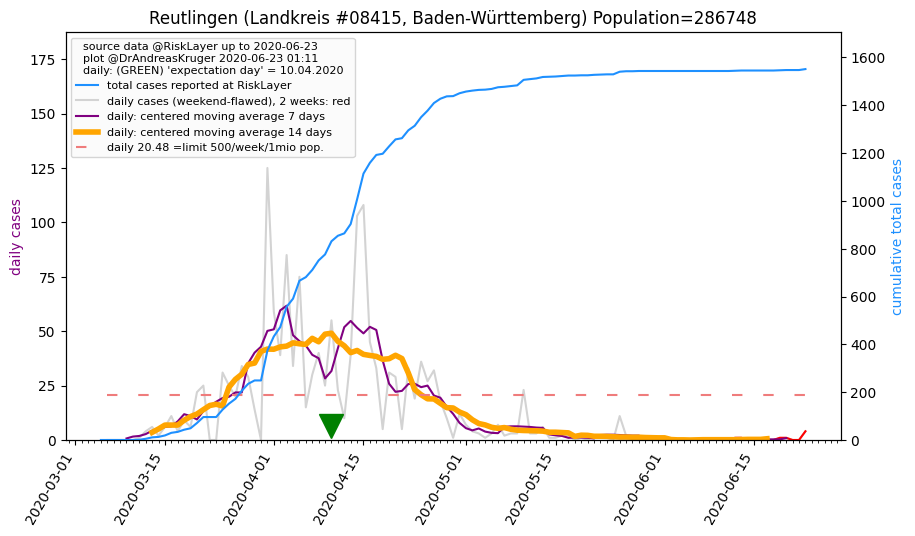 Reutlingen (Landkreis #08415, Baden-Württemberg) Population=286748
source data @RiskLayer up to 2020-06-23
plot @DrAndreasKruger 2020-06-23 01:11
daily: (GREEN) 'expectation day' = 10.04.2020
total cases reported at RiskLayer
daily cases (weekend-flawed), 2 weeks: red
daily: centered moving average 7 days
daily: centered moving average 14 days
daily 20.48 =limit 500/week/1mio pop.
daily cases
175
150
125
100
75
50
25
0
cumulative total cases
1600
1400
1200
1000
800
600
400
200
0
2020-03-01
2020-03-15
2020-04-01
2020-04-15
2020-05-01
2020-05-15
2020-06-01
2020-06-15